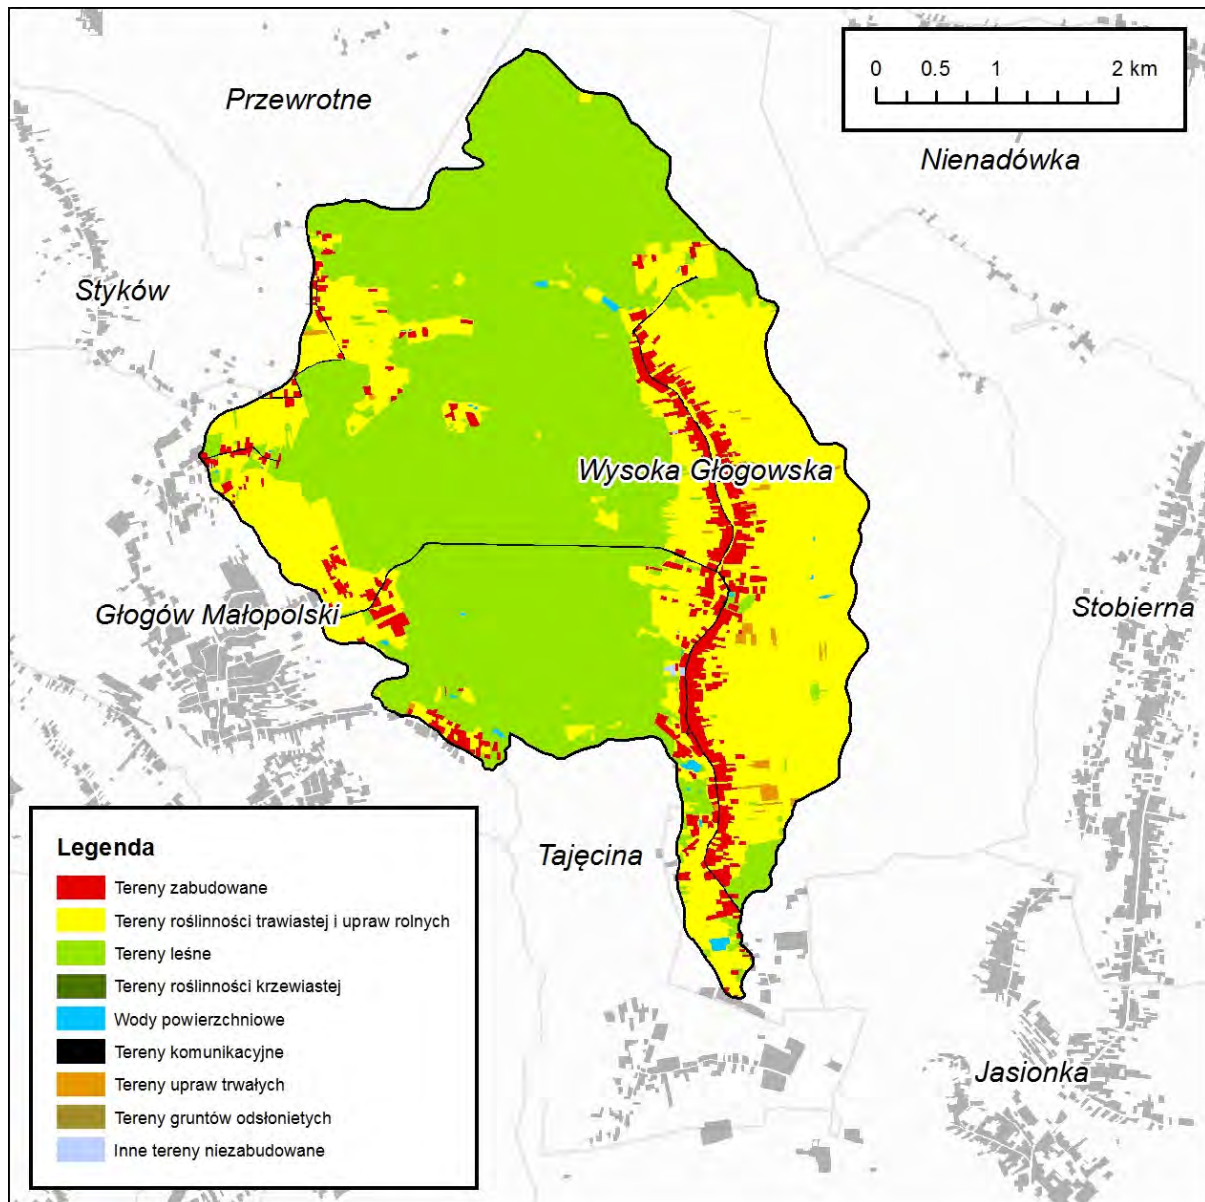 Przewrotne
0 0.5 1 2 km
Nienadówka
Styków
Wysoka Głogowska
Głogów Małopolski
Stobierna
Tajęcina
Jasionka
Legenda
Tereny zabudowane
Tereny roślinności trawiastej i upraw rolnych
Tereny leśne
Tereny roślinności krzewiastej
Wody powierzchniowe
Tereny komunikacyjne
Tereny upraw trwałych
Tereny gruntów odsłonietych
Inne tereny niezabudowane